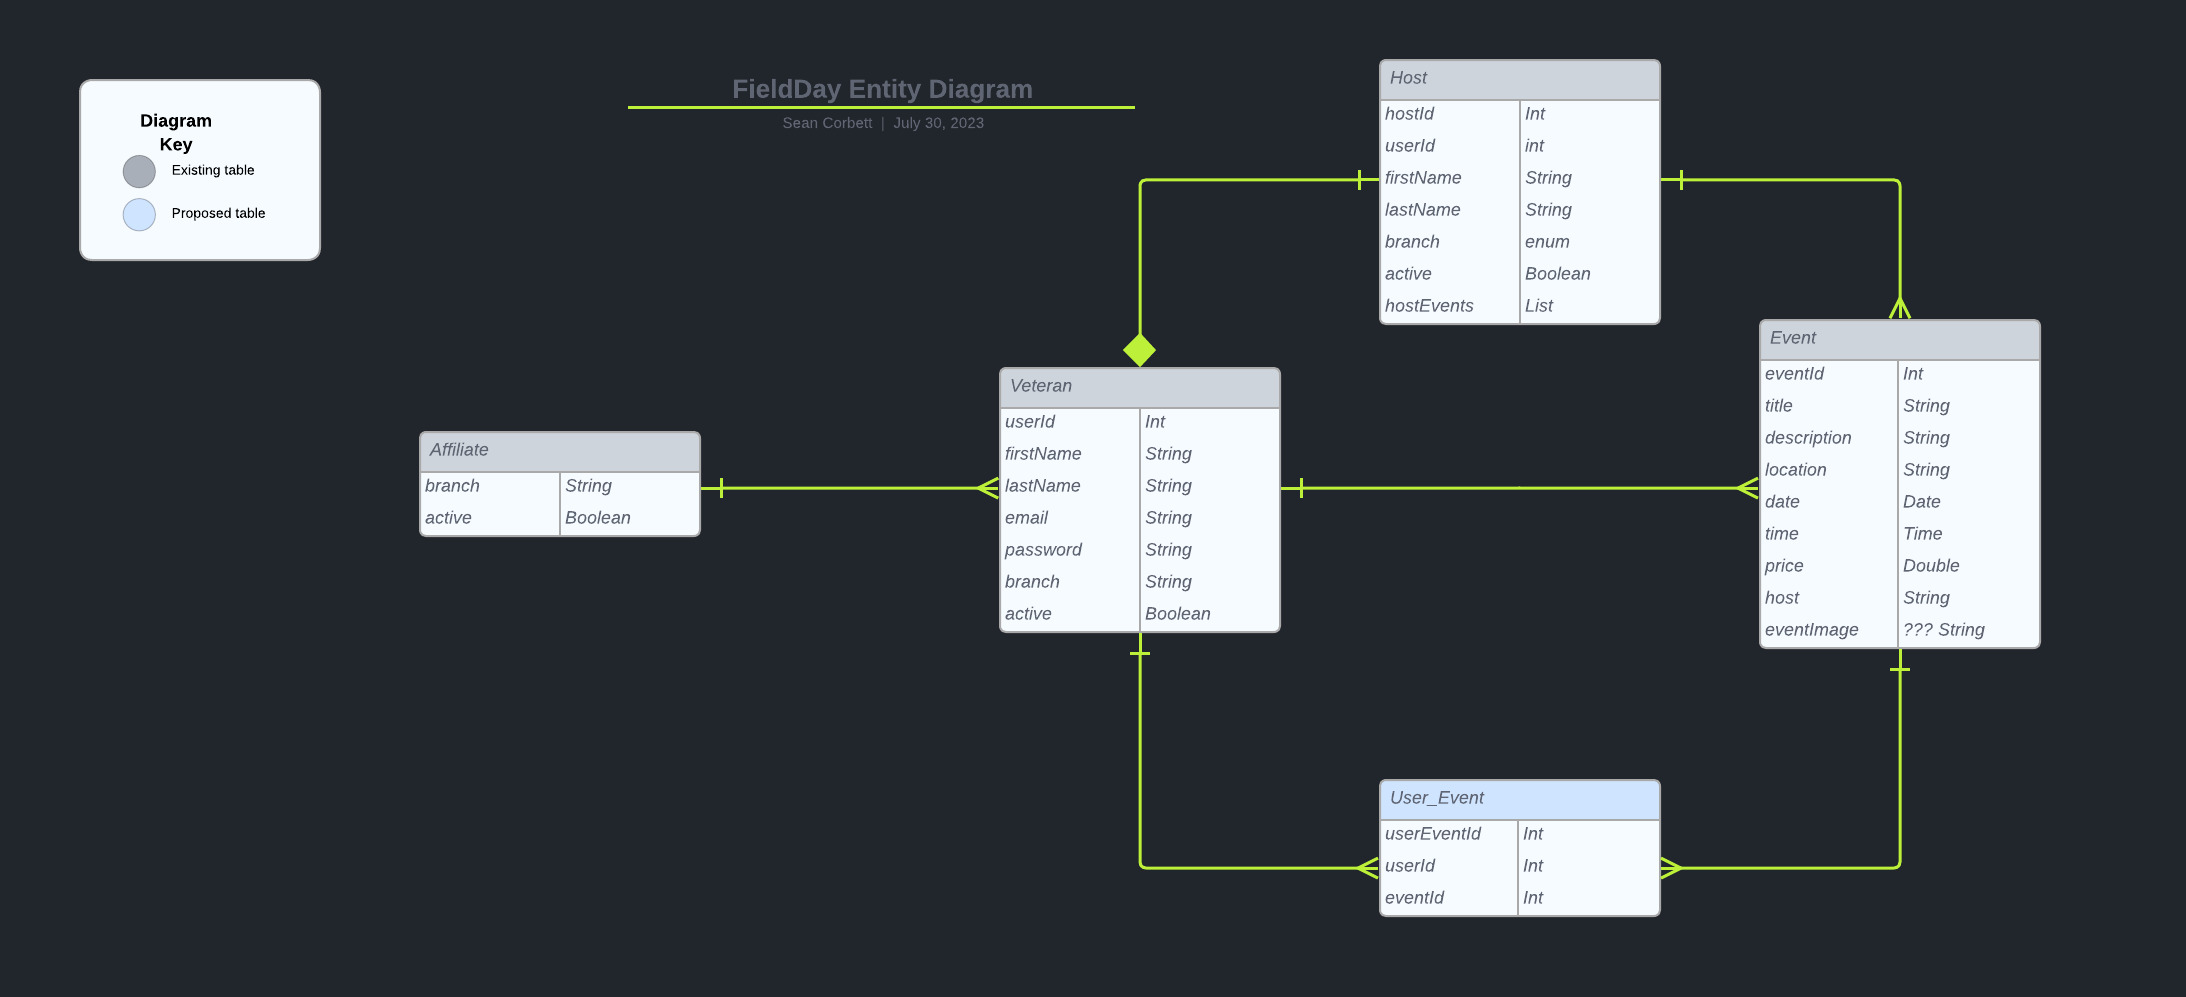 FieldDay Entity Diagram
Sean Corbett | July 30, 2023
Diagram
Key
Existing table
Proposed table
Host
hostId Int
userId int
firstName String
lastName String
branch enum
active Boolean
hostEvents List
Event
eventId Int
title String
description String
location String
date Date
time Time
price Double
host String
eventImage ??? String
Veteran
userId Int
firstName String
lastName String
email String
password String
branch String
active Boolean
Affiliate
branch String
active Boolean
User_Event
userEventId Int
userId Int
eventId Int